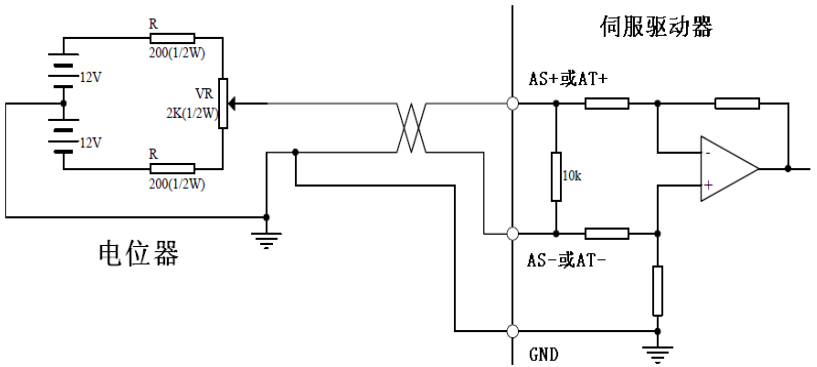 伺服驱动器
R
200(1/2W)
AS+或AT+
12V
VR
2K(1/2W)
-
12V
R
10k
+
200(1/2W)
电位器
AS-或AT-
GND